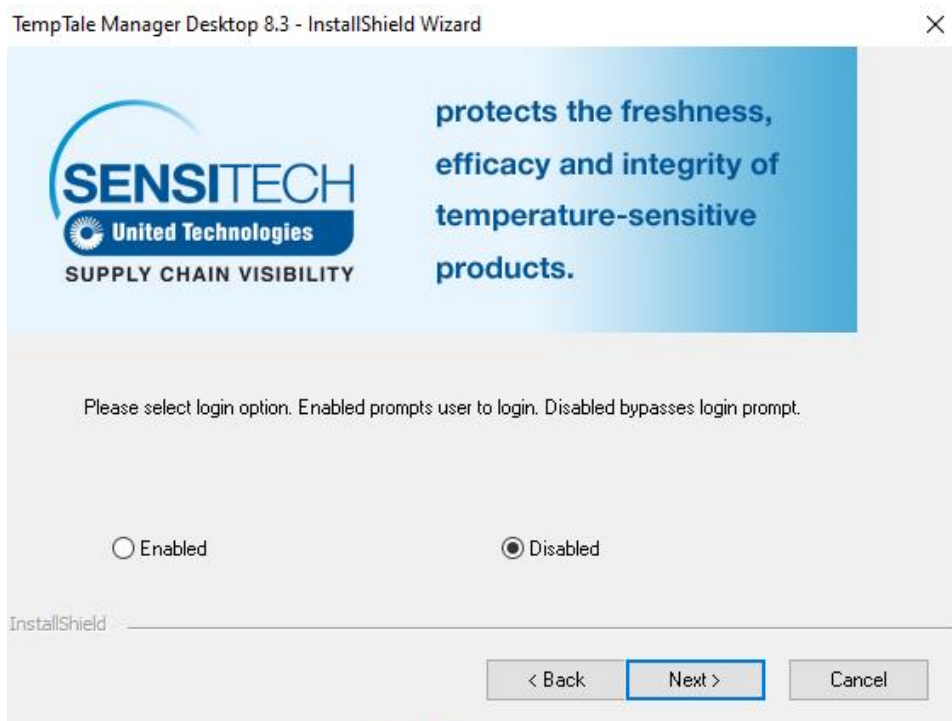 TempTale Manager Desktop 8.3 - InstallShield Wizard
SENSITECH
United Technologies
SUPPLY CHAIN VISIBILITY
protects the freshness,
efficacy and integrity of
temperature-sensitive
products.
Please select login option. Enabled prompts user to login. Disabled bypasses login prompt.
Enabled
Disabled
InstallShield
< Back
Next >
Cancel